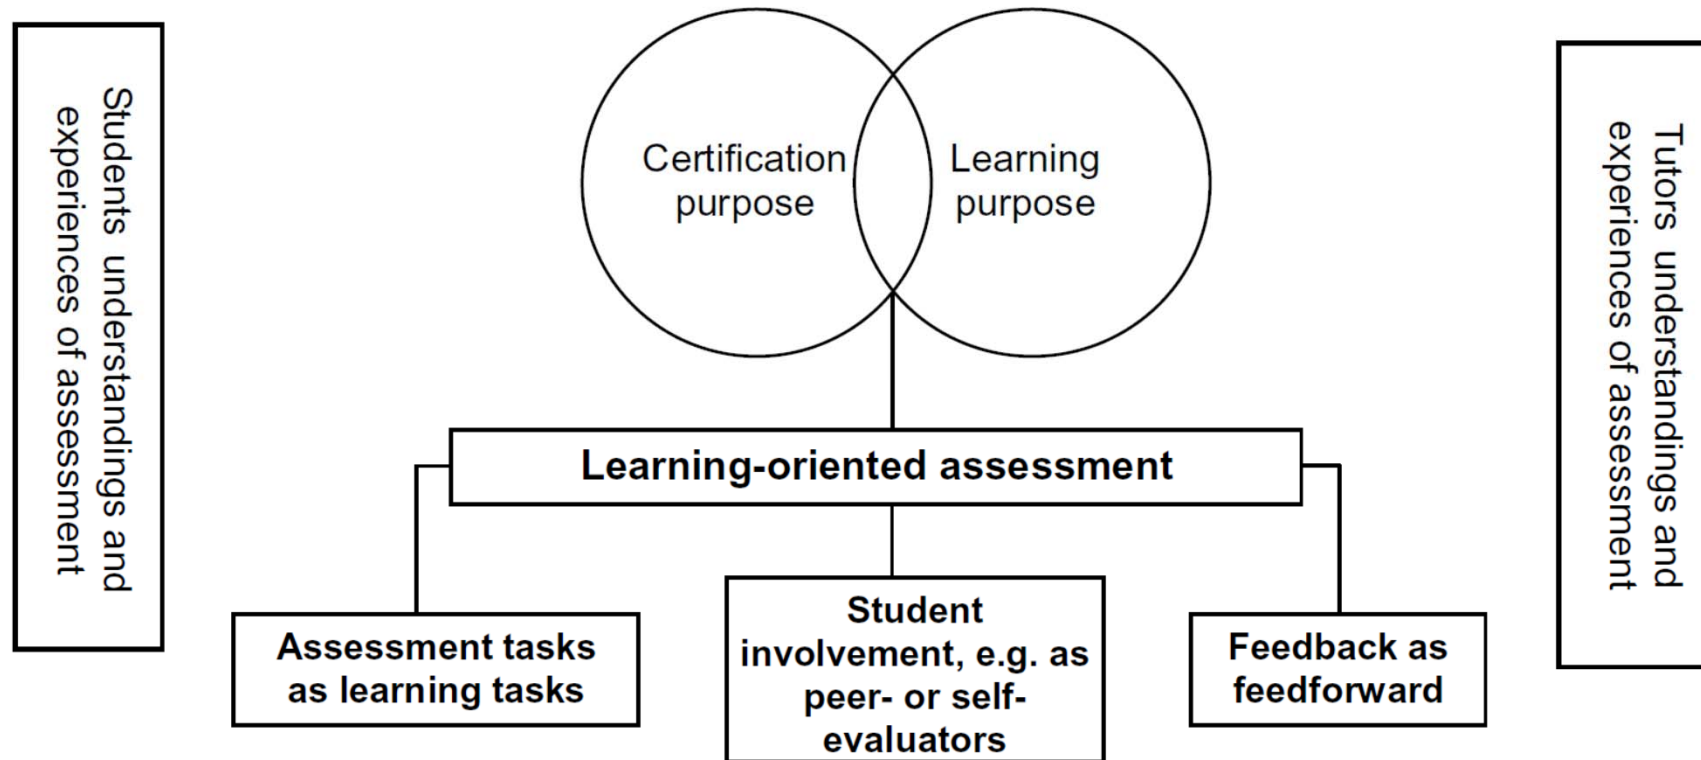 Students understandings and
experiences of assessment
Certification
purpose
Learning
purpose
Tutors understandings and
experiences of assessment
Learning-oriented assessment
Assessment tasks
as learning tasks
Student
involvement, e.g. as
peer- or self-
evaluators
Feedback as
feedforward